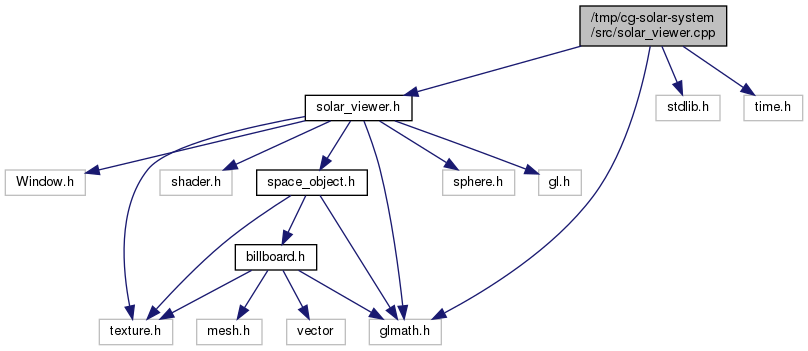 /tmp/cg-solar-system
/src/solar_viewer.cpp
solar_viewer.h
stdlib.h
time.h
Window.h
shader.h
space_object.h
sphere.h
gl.h
billboard.h
texture.h
mesh.h
vector
glmath.h